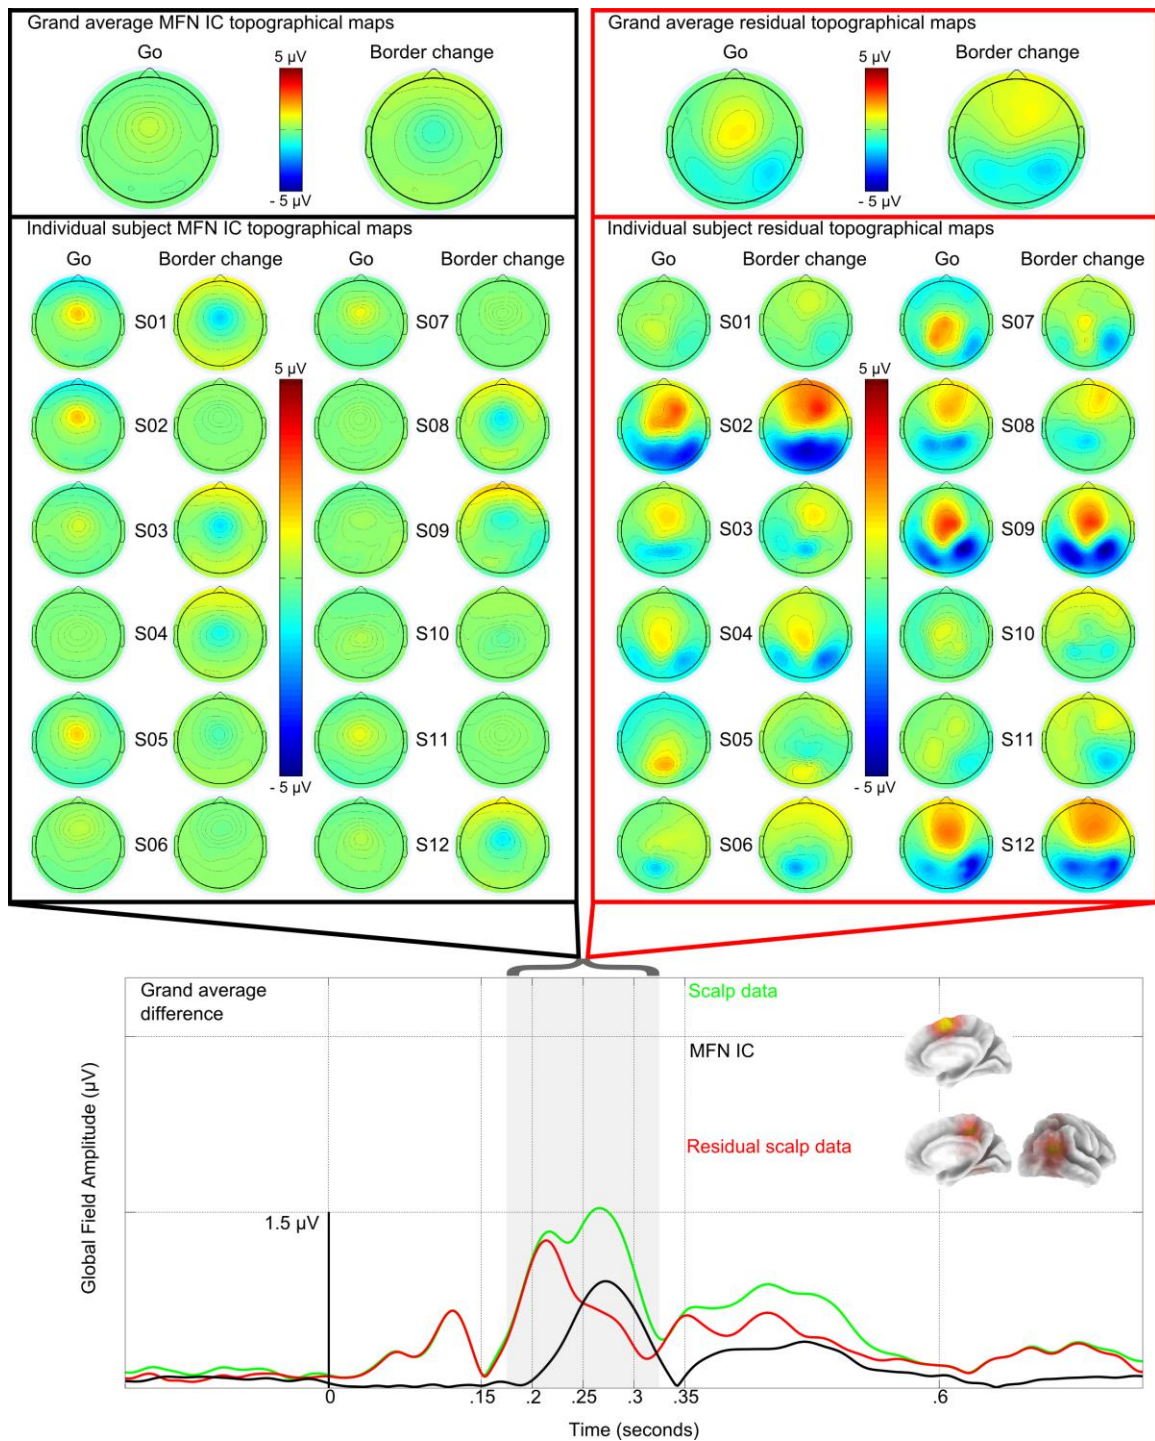 Grand average MFN IC topographical maps
Go
Border change
5 µV
- 5 µV
Grand average residual topographical maps
Go
Border change
5 µV
- 5 µV
Individual subject MFN IC topographical maps
Go Border change Go Border change
S01 S07
5 µV
S02 S08
S03 S09
S04 S10
S05 S11
- 5 µV
S06 S12
Individual subject residual topographical maps
Go Border change Go Border change
S01 S07
5 µV
S02 S08
S03 S09
S04 S10
S05 S11
- 5 µV
S06 S12
Grand average
difference
Scalp data
MFN IC
Residual scalp data
Global Field Amplitude (µV)
1.5 µV
0 .15 .2 .25 .3 .35 .6
Time (seconds)